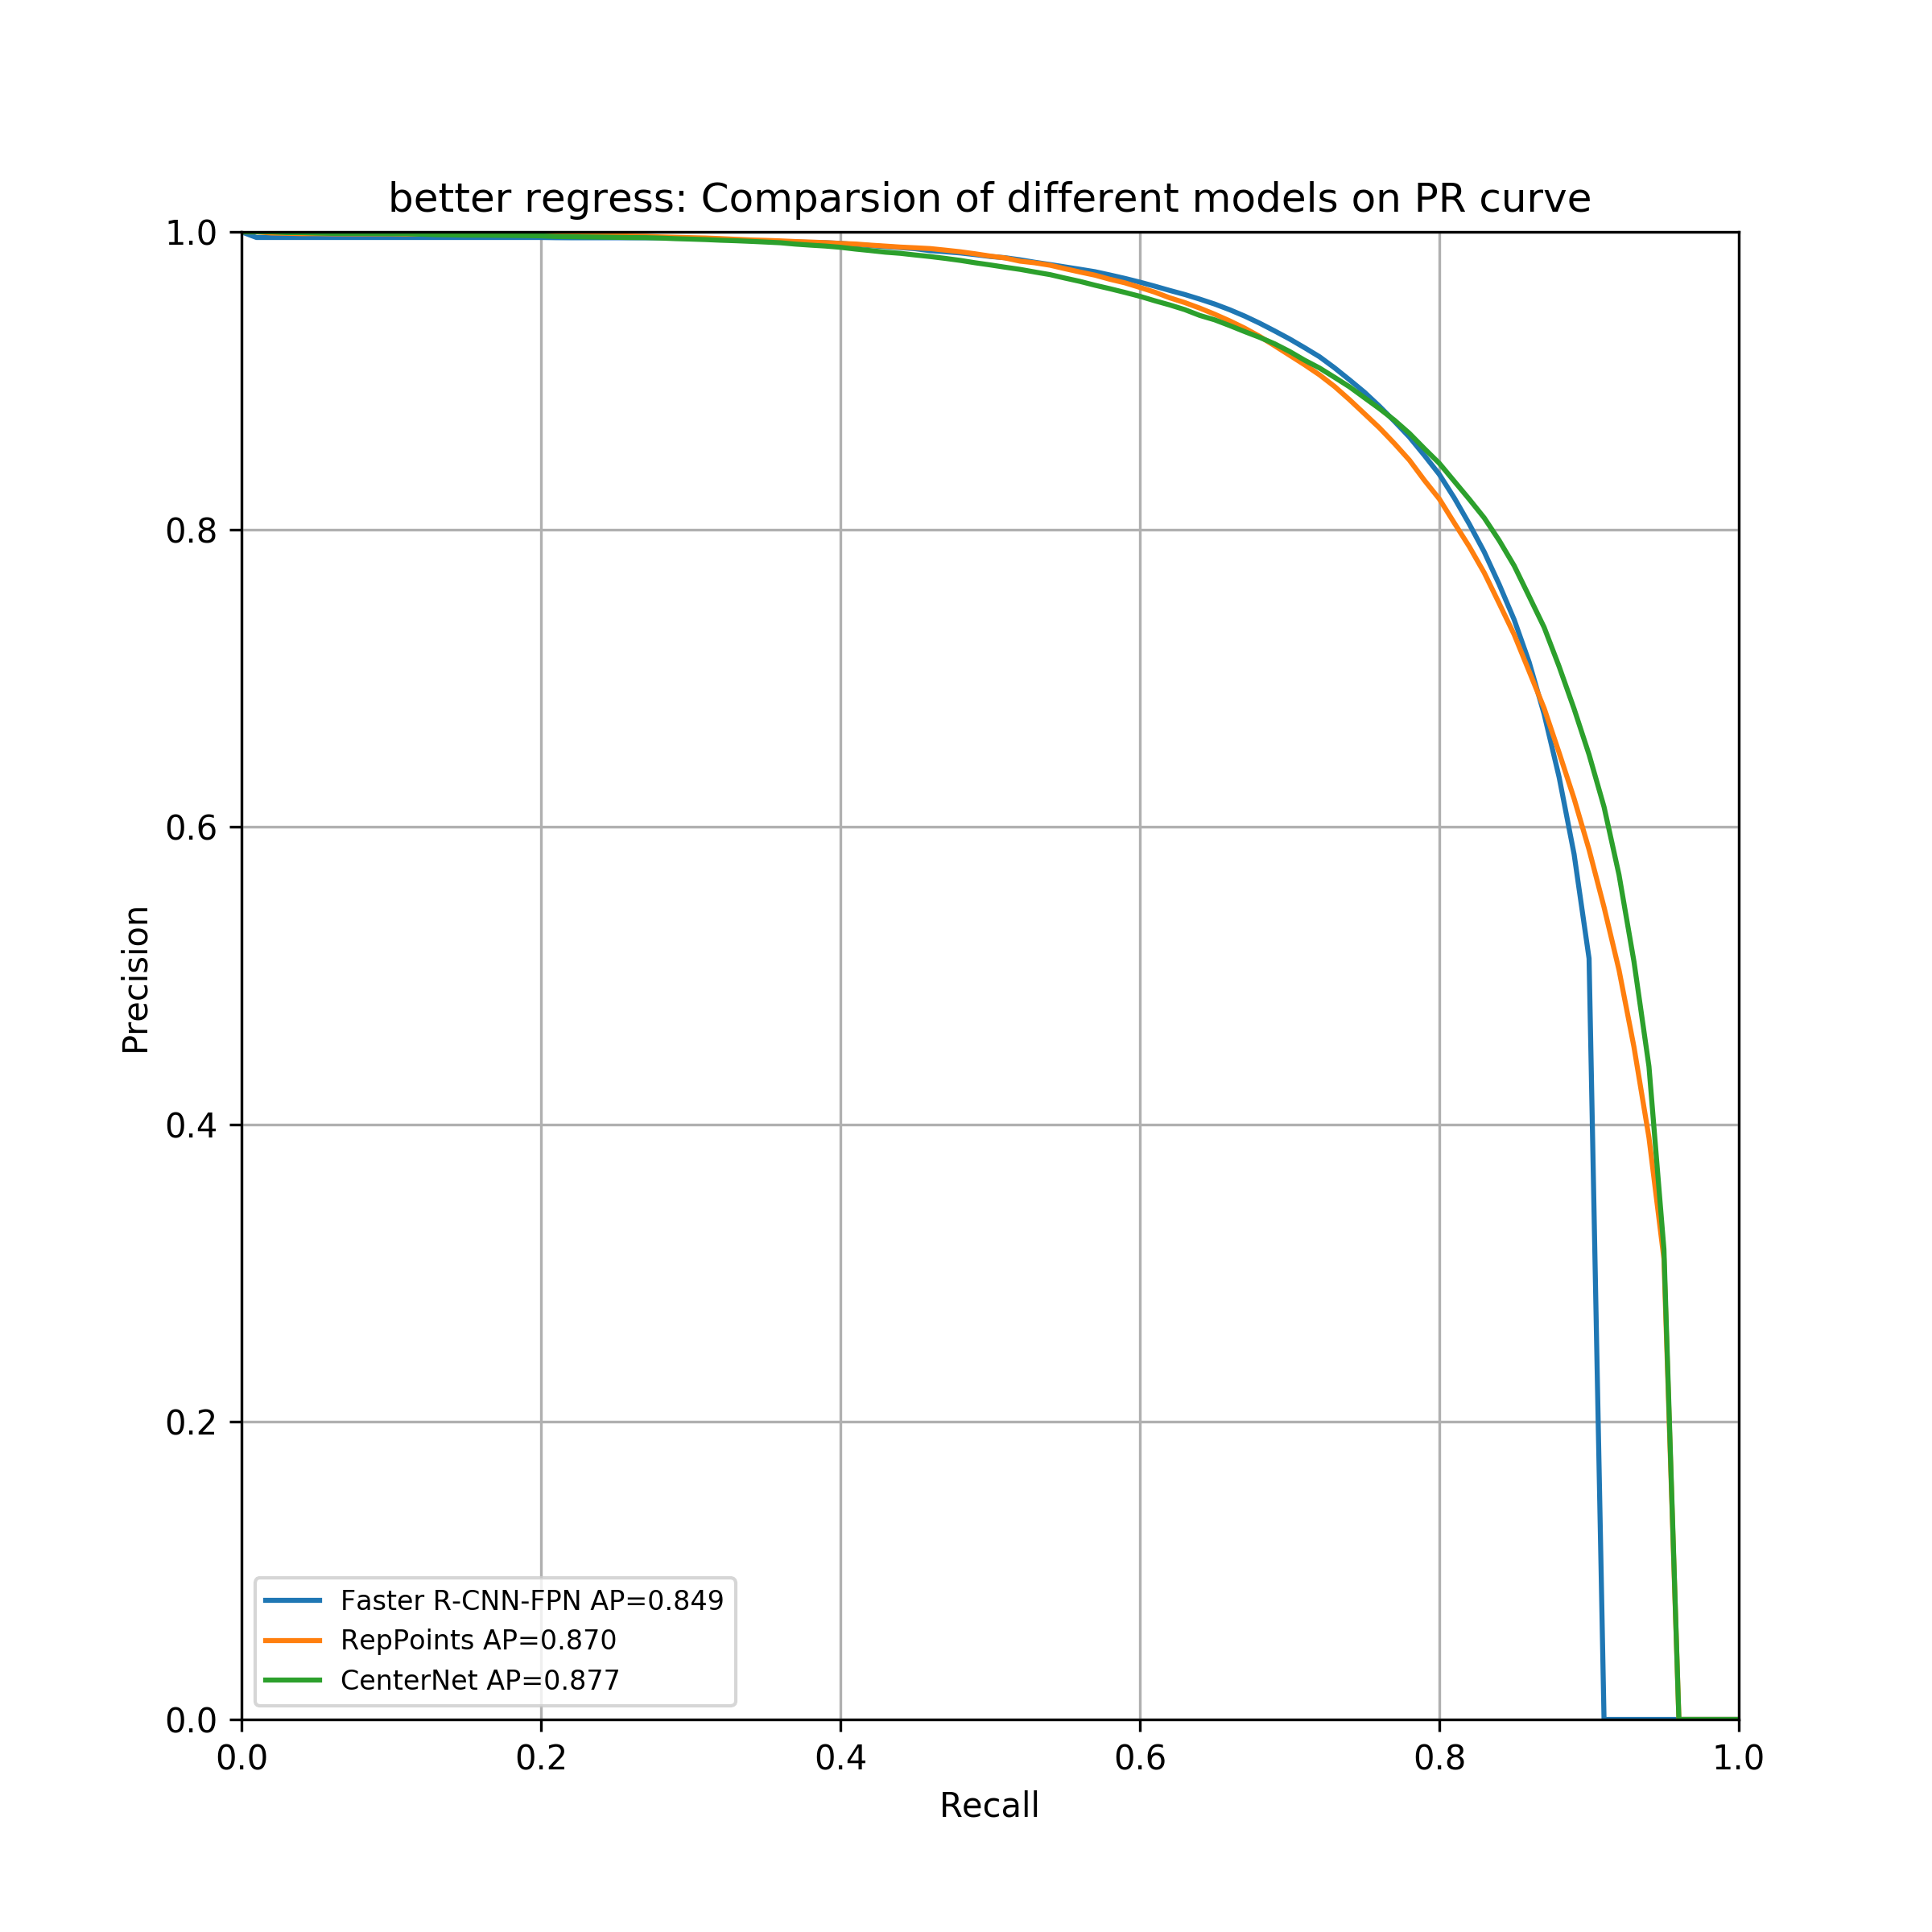 better regress: Comparsion of different models on PR curve
1.0
0.8
0.6
0.4
0.2
0.0
Precision
Faster R-CNN-FPN AP=0.849
RepPoints AP=0.870
CenterNet AP=0.877
0.0 0.2 0.4 0.6 0.8 1.0
Recall